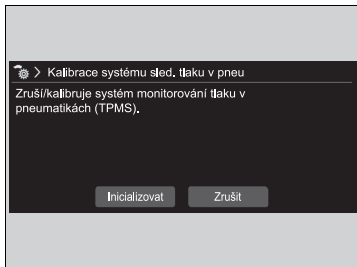 > Kalibrace systému sled. tlaku v pneu
Zruší/kalibruje systém monitorování tlaku v
pneumatikách (TPMS).
Inicializovat Zrušit